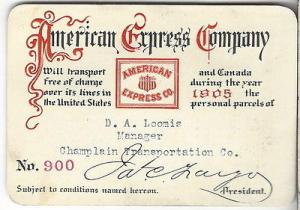 American Express Company
Will transport
free of charge
over its lines in
the United States
AMERICAN
EXPRESS CO.
and Canada
during the year
1905 the
personal parcels of
D. A. Loomis
Manager
Champlain Transportation Co.
No. 900
Subject to conditions named hereon.
President.